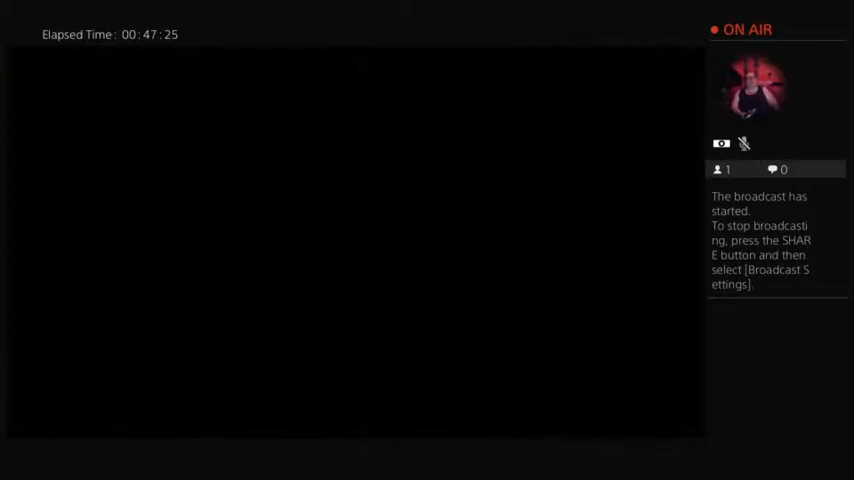 Elapsed Time: 00:47:25
ON AIR
1 0
The broadcast has
started.
To stop broadcasti
ng, press the SHAR
E button and then
select [Broadcast S
ettings].